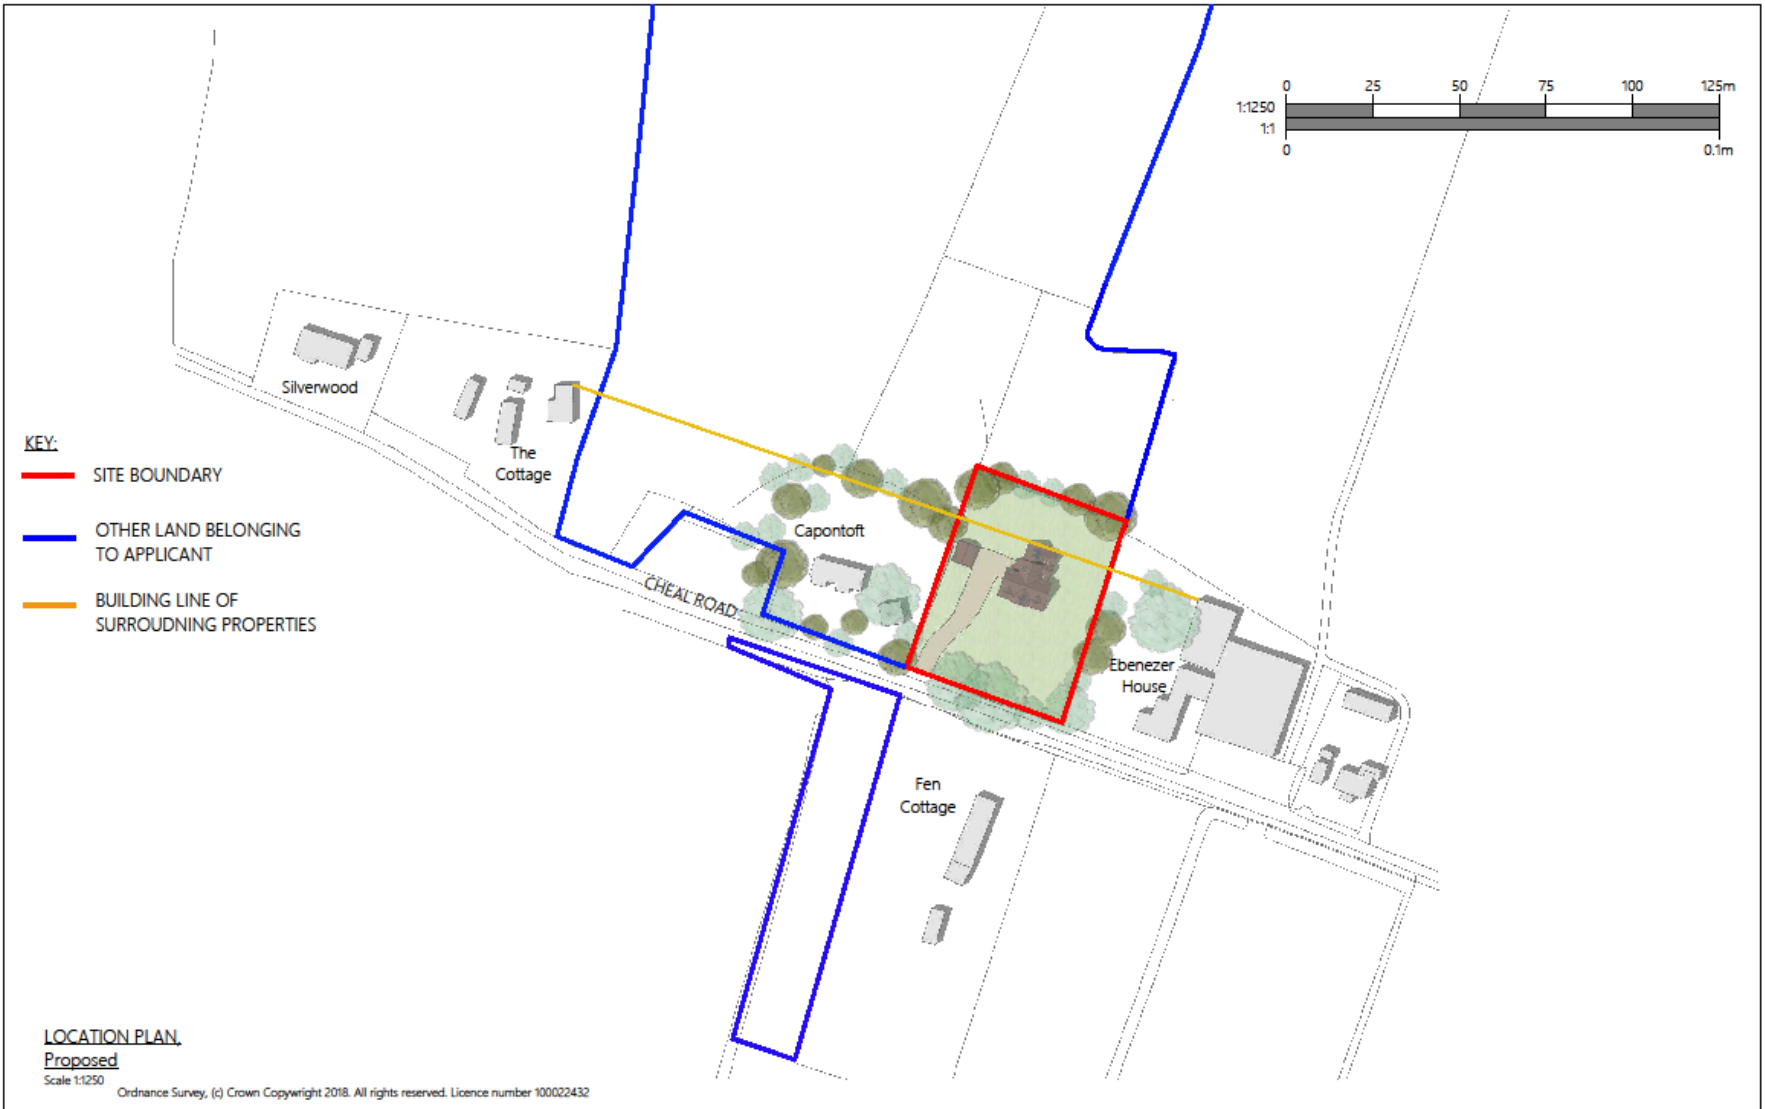 0 25 50 75 100 125m
1:1250
1:1
0 0.1m
Silverwood
The
Cottage
KEY:
SITE BOUNDARY
OTHER LAND BELONGING
TO APPLICANT
BUILDING LINE OF
SURROUDNING PROPERTIES
Capontoft
CHEAL ROAD
Ebenezer
House
Fen
Cottage
LOCATION PLAN,
Proposed
Scale 1:1250
Ordnance Survey, (c) Crown Copyright 2018. All rights reserved. Licence number 100022432